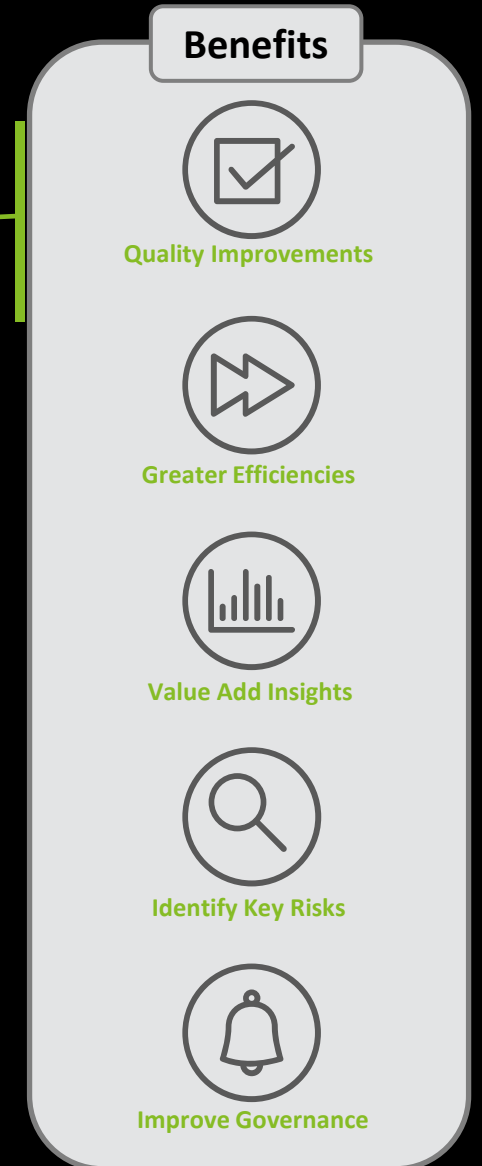 Benefits
Quality Improvements
Greater Efficiencies
Value Add Insights
Identify Key Risks
Improve Governance